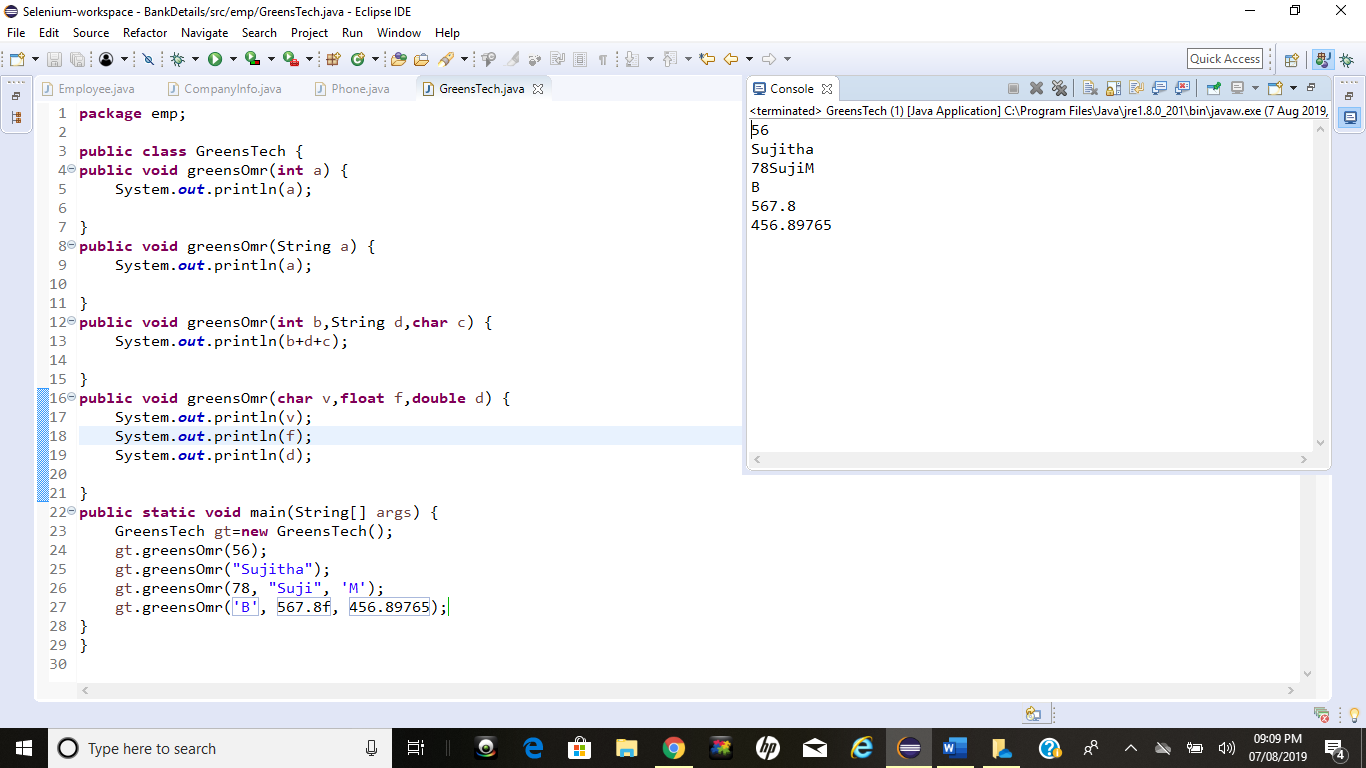 Selenium-workspace - BankDetails/src/emp/GreensTech.java - Eclipse IDE
File Edit Source Refactor Navigate Search Project Run Window Help
Quick Access
Employee.java CompanyInfo.java Phone.java GreensTech.java
1 package emp;
2
3 public class GreensTech {
4 public void greensOmr(int a) {
5     System.out.println(a);
6
7 }
8 public void greensOmr(String a) {
9     System.out.println(a);
10
11 }
12 public void greensOmr(int b,String d,char c) {
13     System.out.println(b+d+c);
14
15 }
16 public void greensOmr(char v,float f,double d) {
17     System.out.println(v);
18     System.out.println(f);
19     System.out.println(d);
20
21 }
22 public static void main(String[] args) {
23     GreensTech gt=new GreensTech();
24     gt.greensOmr(56);
25     gt.greensOmr("Sujitha");
26     gt.greensOmr(78, "Suji", 'M');
27     gt.greensOmr('B', 567.8f, 456.89765);
28 }
29 }
30
Console
<terminated> GreensTech (1) [Java Application] C:\Program Files\Java\jre1.8.0_201\bin\javaw.exe (7 Aug 2019,
56
Sujitha
78SujiM
B
567.8
456.89765
Type here to search
09:09 PM
07/08/2019
4